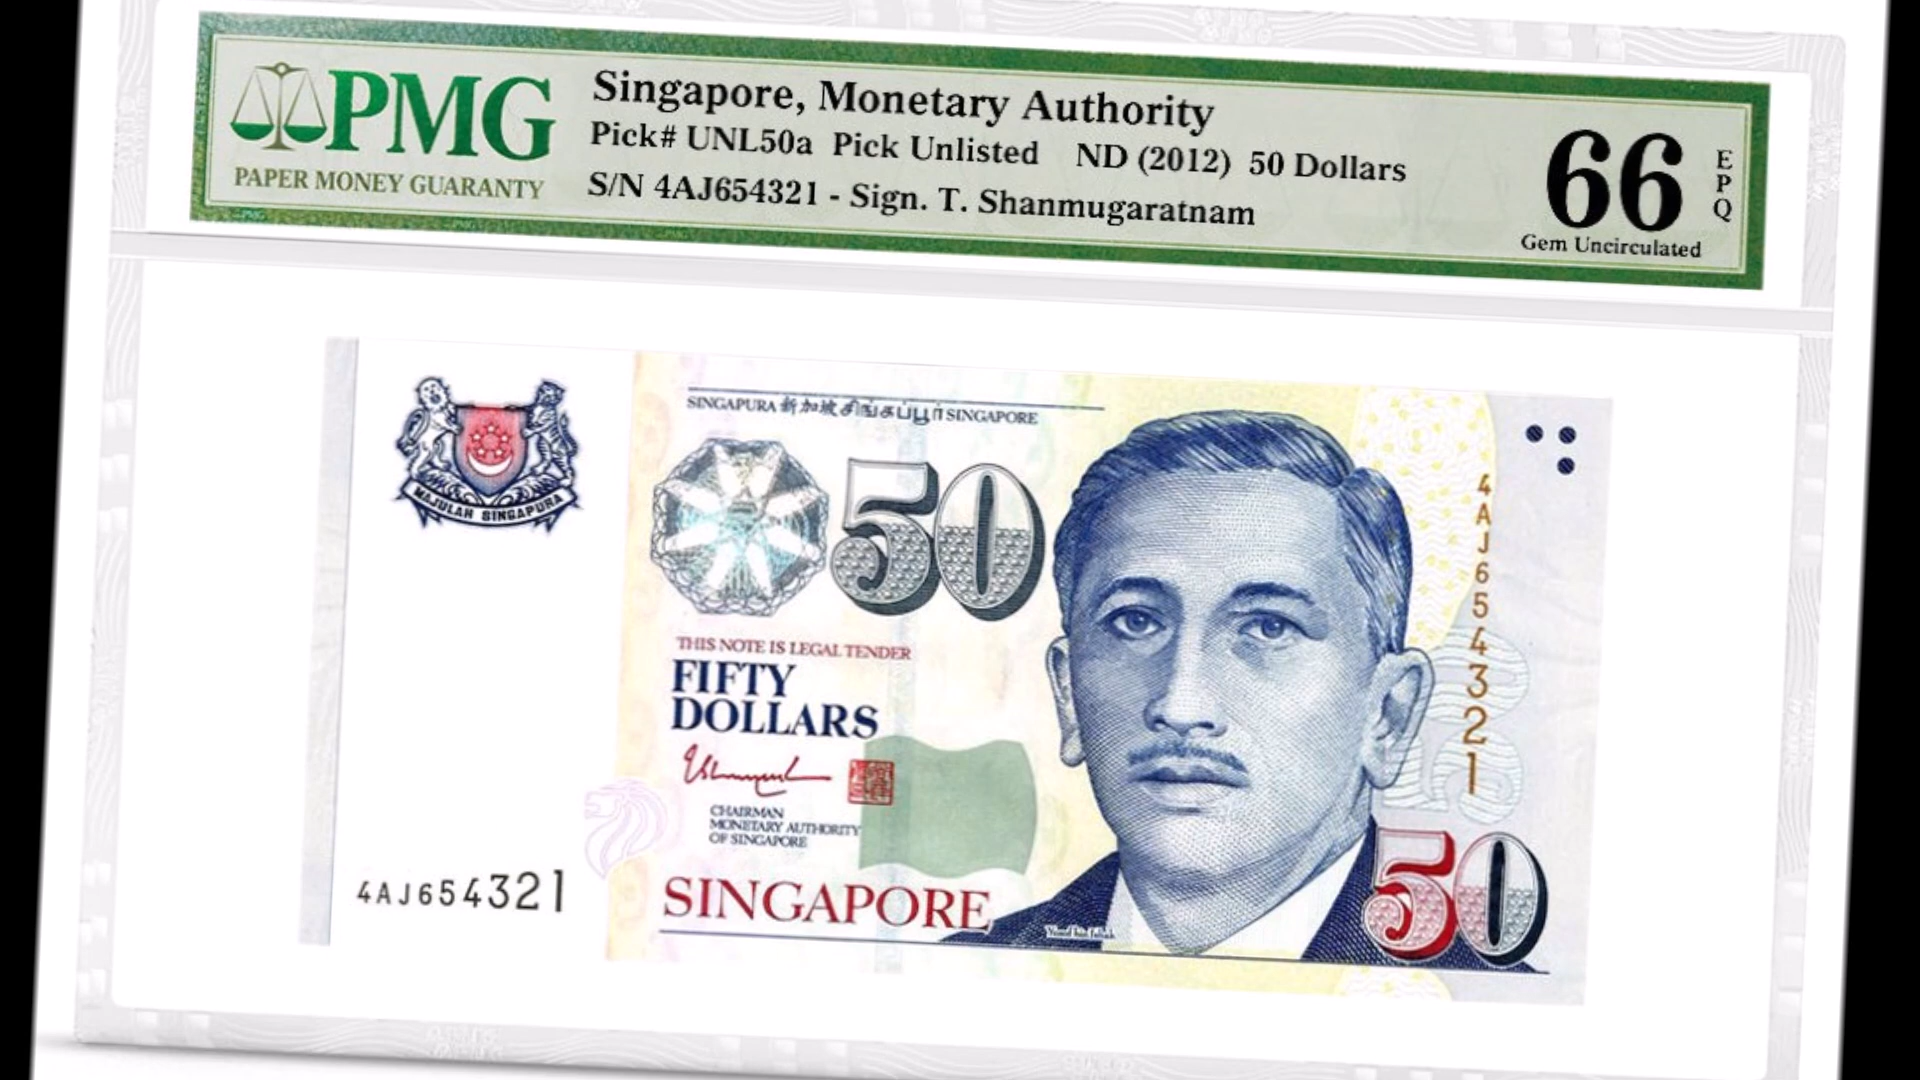 PMG
PAPER MONEY GUARANTY
Singapore, Monetary Authority
Pick# UNL50a Pick Unlisted ND (2012) 50 Dollars
S/N 4AJ654321 - Sign. T. Shanmugaratnam
66
EPQ
Gem Uncirculated
MAJULAH SINGAPURA
SINGAPURA 新加坡 சிங்கப்பூர் SINGAPORE
50
4AJ654321
THIS NOTE IS LEGAL TENDER
FIFTY
DOLLARS
CHAIRMAN
MONETARY AUTHORITY
OF SINGAPORE
4AJ654321
SINGAPORE
50